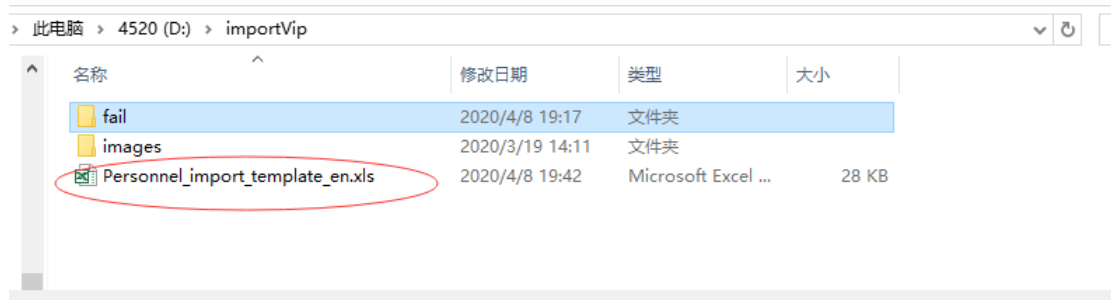 此电脑 > 4520 (D:) > importVip
名称 修改日期 类型 大小
fail 2020/4/8 19:17 文件夹
images 2020/3/19 14:11 文件夹
Personnel_import_template_en.xls 2020/4/8 19:42 Microsoft Excel ... 28 KB